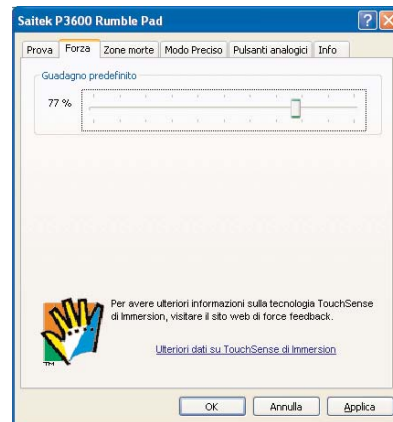 Saitek P3600 Rumble Pad
Prova Forza Zone morte Modo Preciso Pulsanti analogici Info
Guadagno predefinito
77 %
Per avere ulteriori informazioni sulla tecnologia TouchSense
di Immersion, visitare il sito web di force feedback.
TM
Ulteriori dati su TouchSense di Immersion
OK Annulla Applica